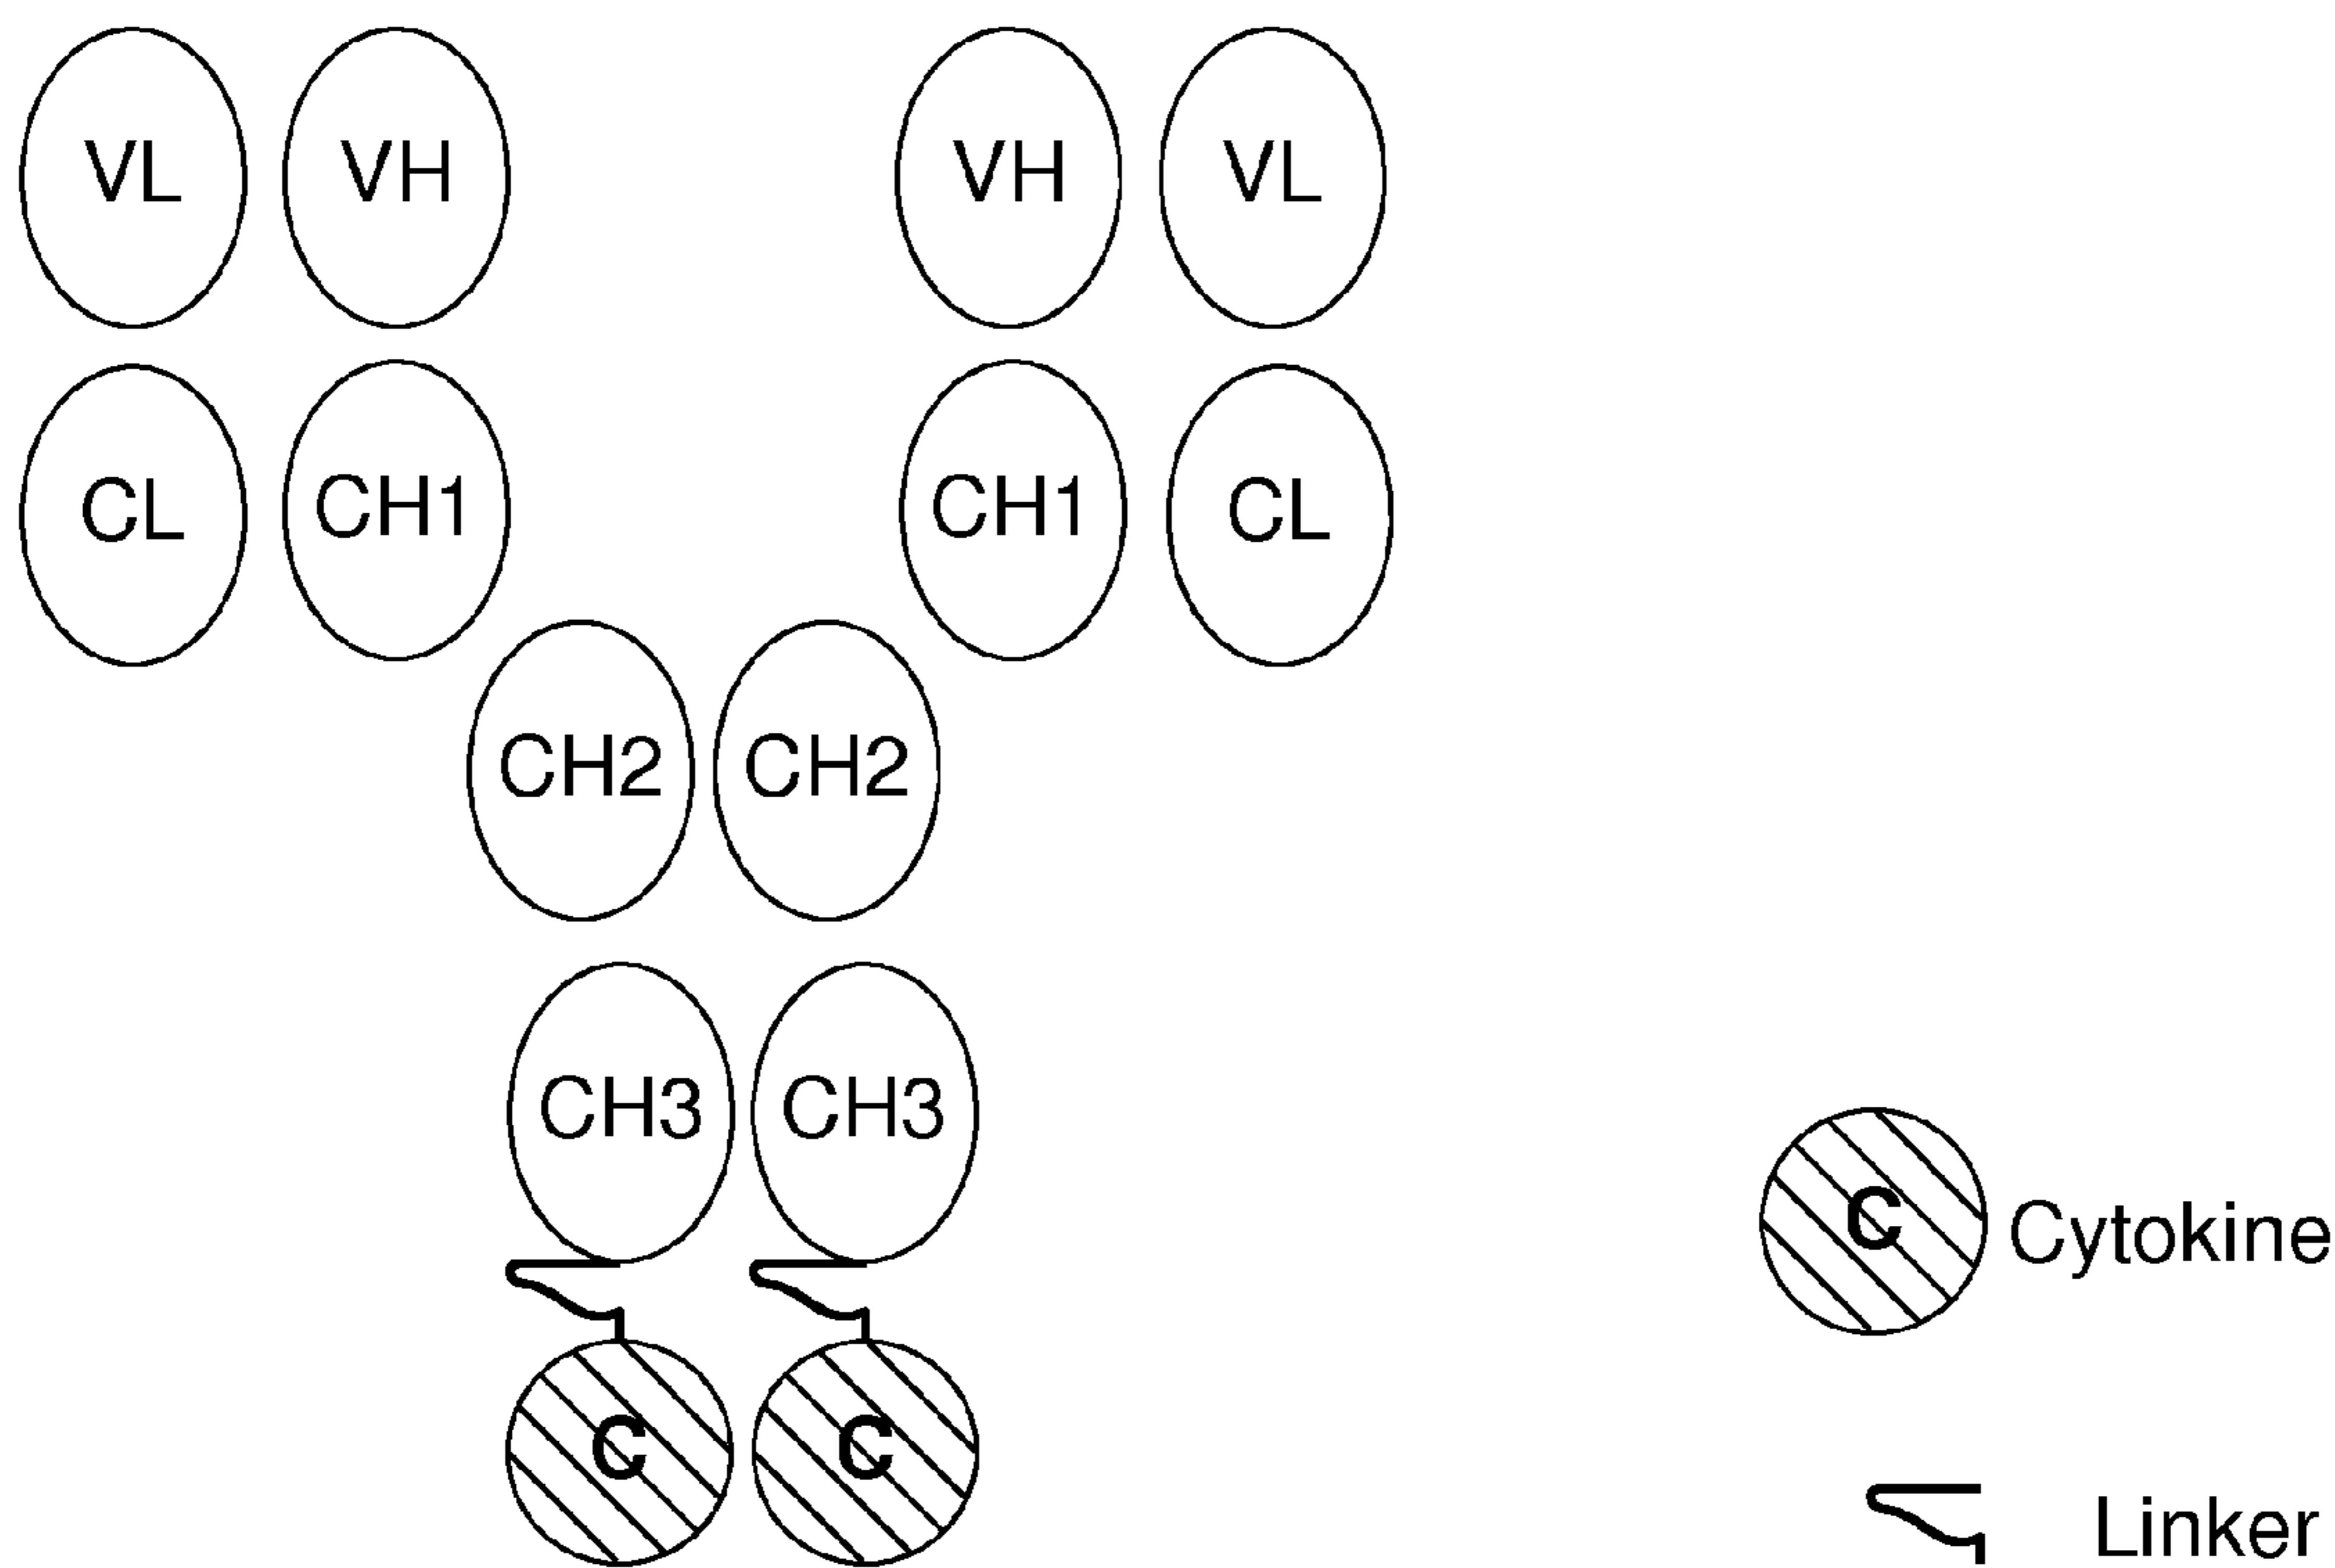 VL VH VH VL
CL CH1 CH1 CL
CH2 CH2
CH3 CH3
C Cytokine
C C
Linker